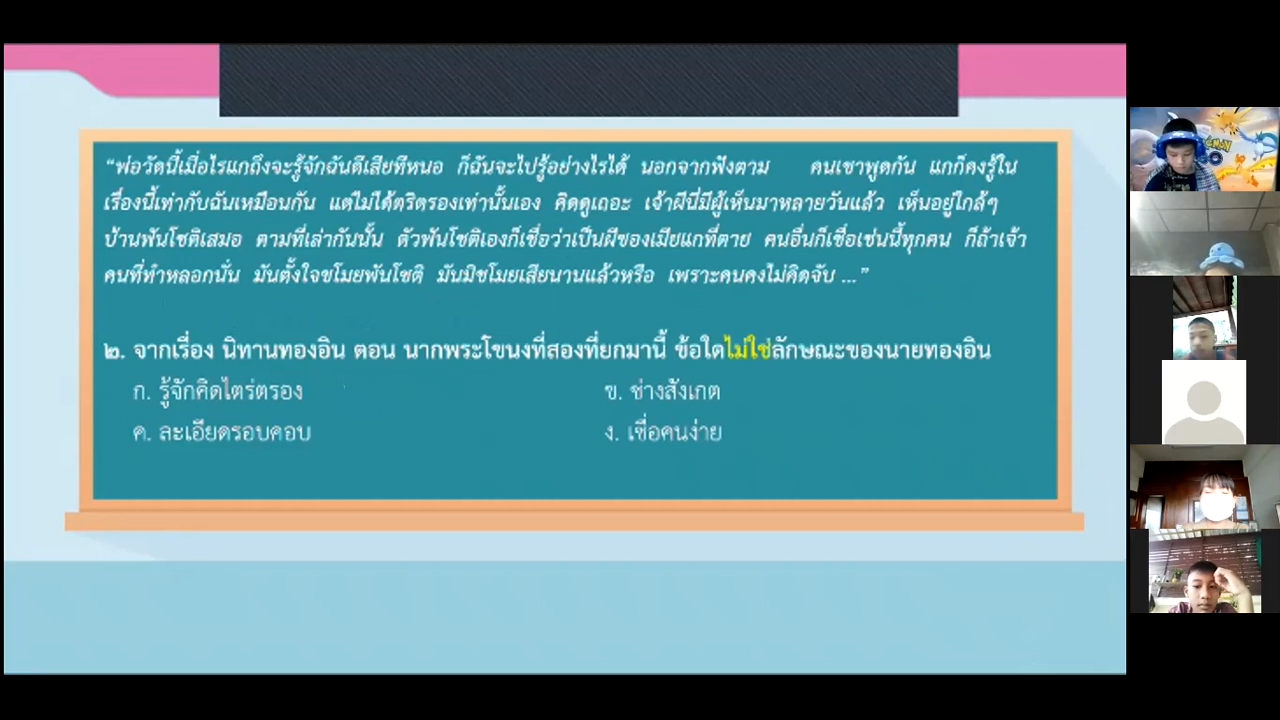 “พ่อวัดนี้เมื่อไรแกถึงจะรู้จักฉันดีเสียทีหนอ ก็ฉันจะไปรู้อย่างไรได้ นอกจากฟังตาม คนเขาพูดกัน แกก็คงรู้ใน
เรื่องนี้เท่ากับฉันเหมือนกัน แต่ไม่ได้ตริตรองเท่านั้นเอง คิดดูเถอะ เจ้าผีนี่มีผู้เห็นมาหลายวันแล้ว เห็นอยู่ใกล้ๆ
บ้านพันโชติเสมอ ตามที่เล่ากันนั้น ตัวพันโชติเองก็เชื่อว่าเป็นผีของเมียแกที่ตาย คนอื่นก็เชื่อเช่นนี้ทุกคน ก็ถ้าเจ้า
คนที่ทำหลอกนั่น มันตั้งใจขโมยพันโชติ มันมิขโมยเสียนานแล้วหรือ เพราะคนคงไม่คิดจับ ...”
๒. จากเรื่อง นิทานทองอิน ตอน นากพระโขนงที่สองที่ยกมานี้ ข้อใดไม่ใช่ลักษณะของนายทองอิน
ก. รู้จักคิดไตร่ตรอง ข. ช่างสังเกต
ค. ละเอียดรอบคอบ ง. เชื่อคนง่าย